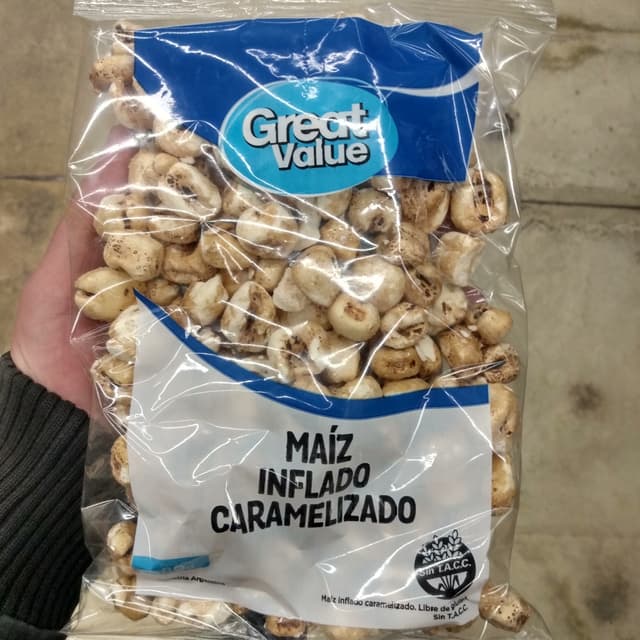 Great
Value
MAÍZ
INFLADO
CARAMELIZADO
Sin T.A.C.C.
Maíz inflado caramelizado. Libre de
Sin T.A.C.C.